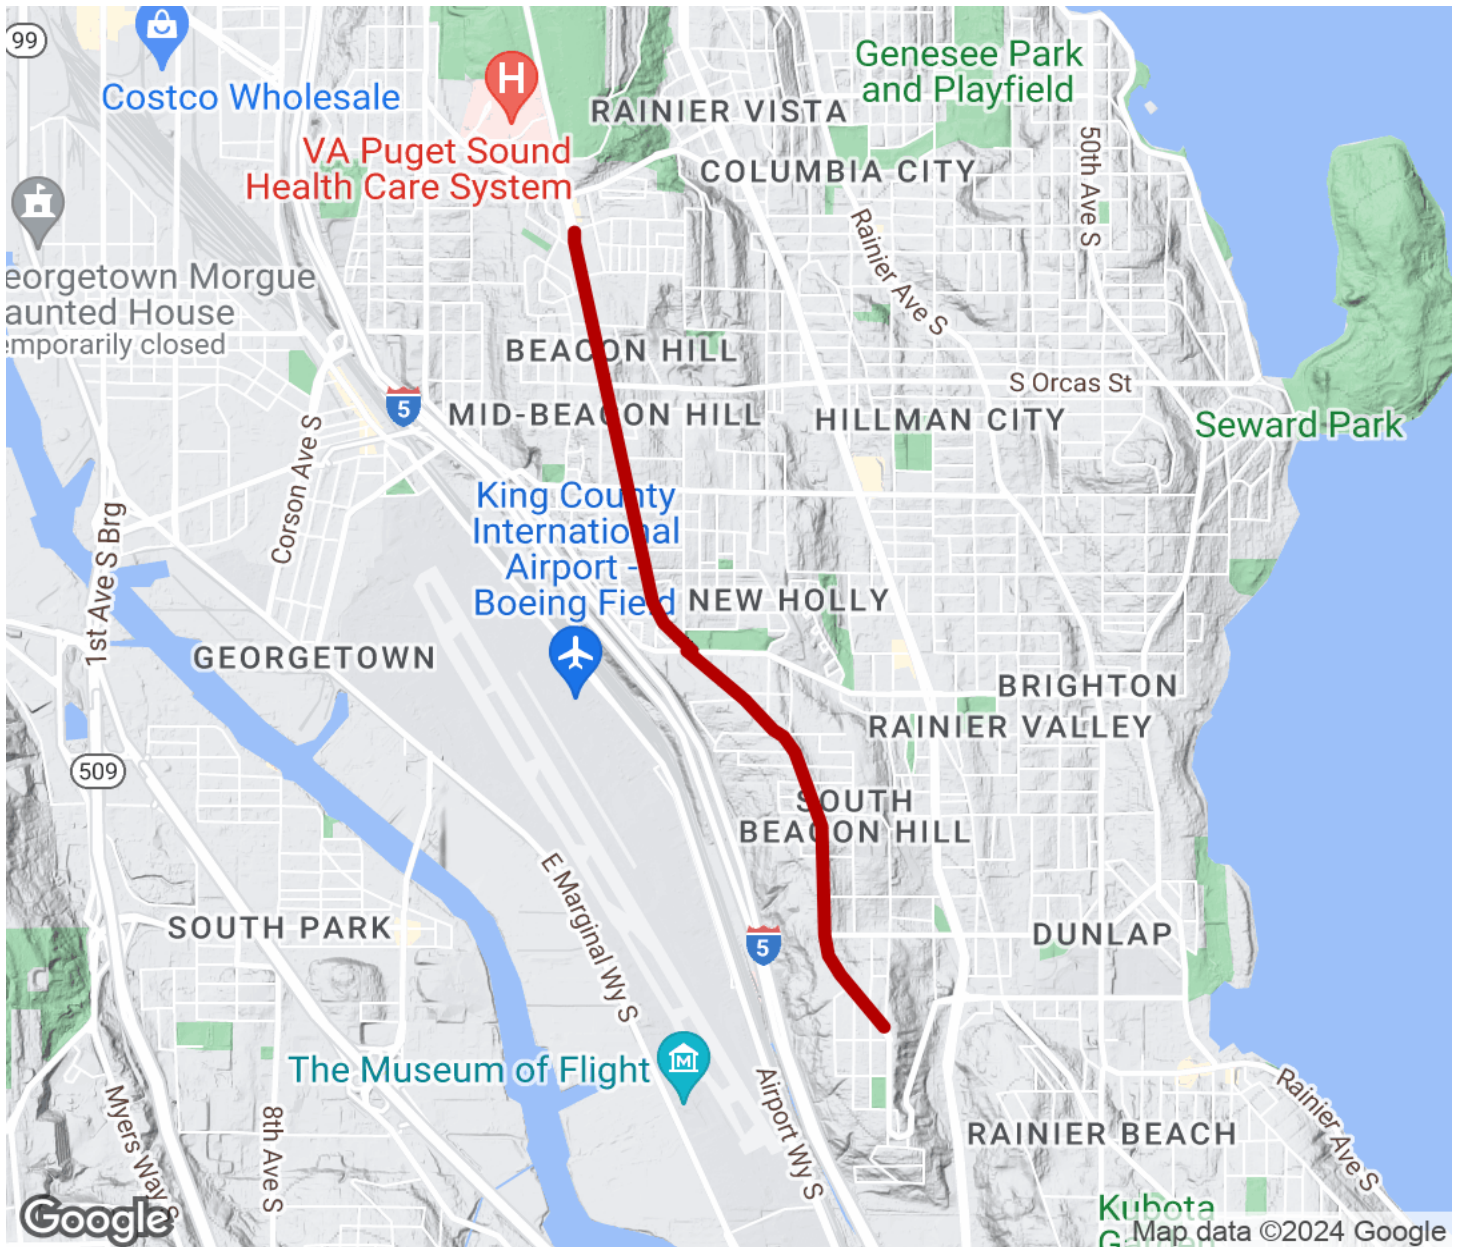 99
Costco Wholesale
H
VA Puget Sound
Health Care System
Genesee Park
and Playfield
RAINIER VISTA
COLUMBIA CITY
50th Ave S
Rainier Ave S
eorgetown Morgue
aunted House
emporarily closed
BEACON HILL
S Orcas St
5
MID-BEACON HILL
HILLMAN CITY
Seward Park
Corson Ave S
King County
International
Airport -
Boeing Field
1st Ave S Brg
NEW HOLLY
GEORGETOWN
BRIGHTON
RAINIER VALLEY
509
SOUTH
BEACON HILL
E Marginal Wy S
SOUTH PARK
5
DUNLAP
The Museum of Flight
M
Airport Wy S
Myers Way S
8th Ave S
RAINIER BEACH
Rainier Ave S
Kubota
Garden
Google
Map data ©2024 Google